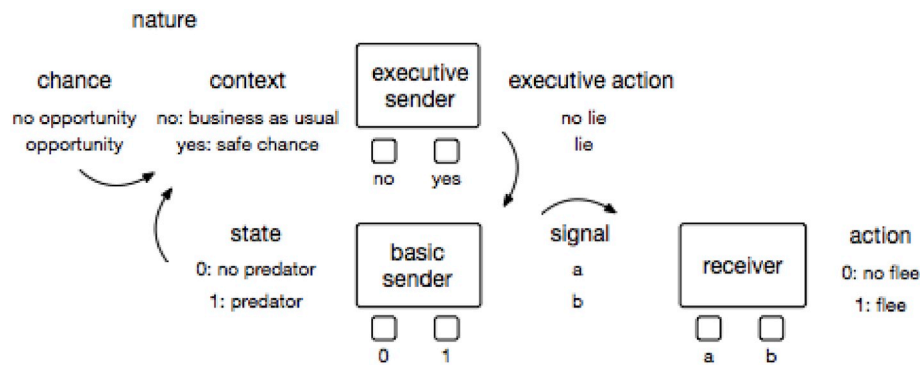 nature
chance
no opportunity
opportunity
context
no: business as usual
yes: safe chance
executive
sender
no yes
executive action
no lie
lie
state
0: no predator
1: predator
basic
sender
0 1
signal
a
b
receiver
a b
action
0: no flee
1: flee